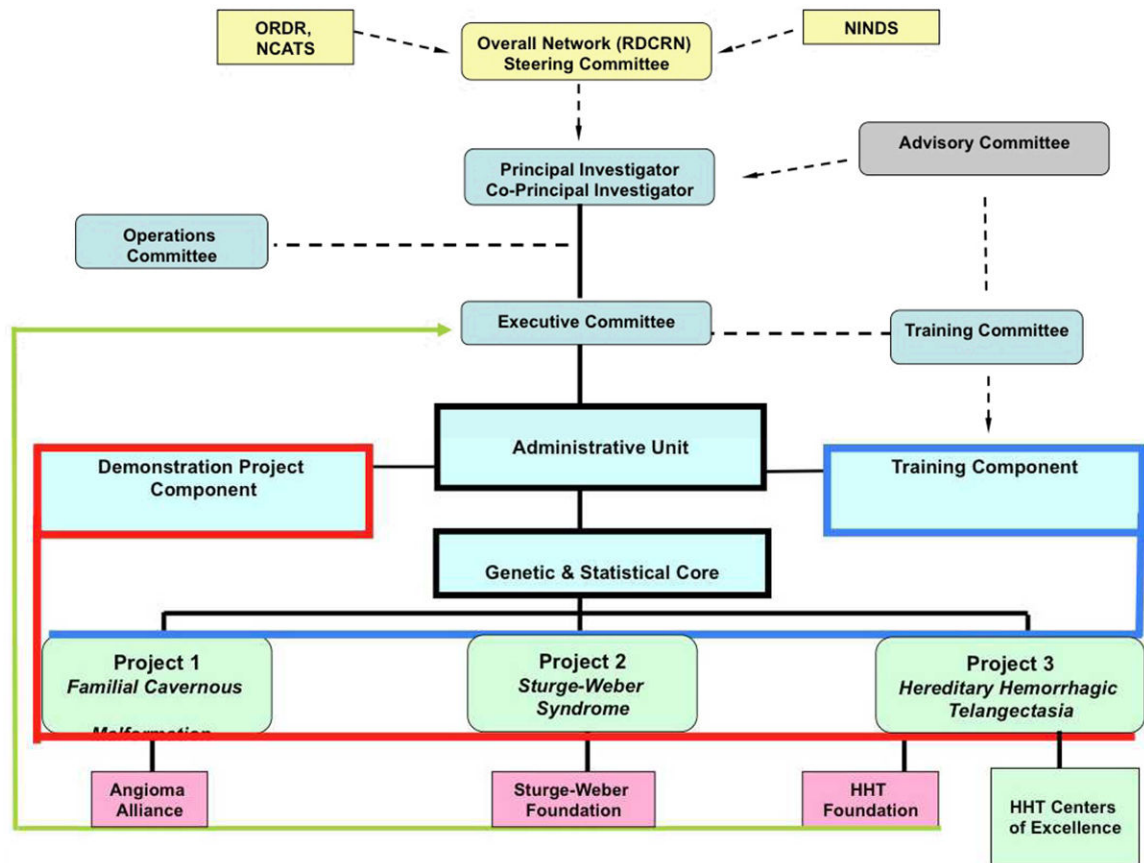 ORDR,
NCATS
Overall Network (RDCRN)
Steering Committee
NINDS
Principal Investigator
Co-Principal Investigator
Advisory Committee
Operations
Committee
Executive Committee
Training Committee
Demonstration Project
Component
Administrative Unit
Training Component
Genetic & Statistical Core
Project 1
Familial Cavernous
Malformation
Project 2
Sturge-Weber
Syndrome
Project 3
Hereditary Hemorrhagic
Telangectasia
Angioma
Alliance
Sturge-Weber
Foundation
HHT
Foundation
HHT Centers
of Excellence